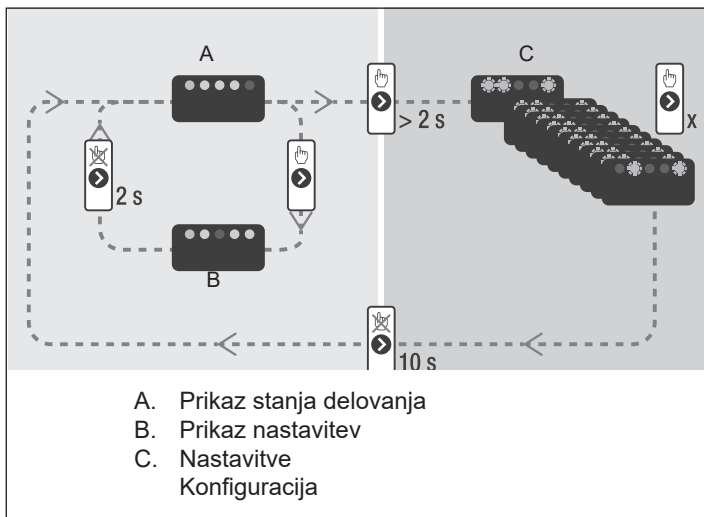 A
C
> 2 s
x
2 s
B
10 s
A. Prikaz stanja delovanja
B. Prikaz nastavitev
C. Nastavitve
Konfiguracija